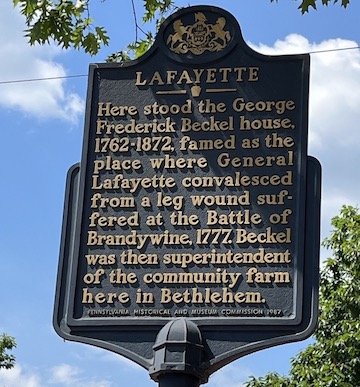 LAFAYETTE
Here stood the George
Frederick Beckel house,
1762-1872, famed as the
place where General
Lafayette convalesced
from a leg wound suf-
fered at the Battle of
Brandywine, 1777. Beckel
was then superintendent
of the community farm
here in Bethlehem.
PENNSYLVANIA HISTORICAL AND MUSEUM COMMISSION 1987